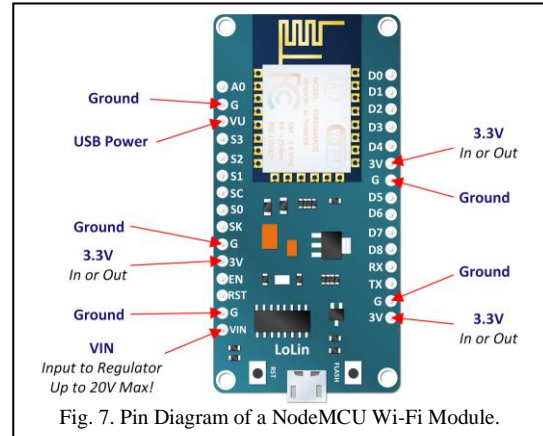 A0
G
VU
S3
S2
S1
SC
S0
SK
G
3V
EN
RST
G
VIN
D0
D1
D2
D3
D4
3V
G
D5
D6
D7
D8
RX
TX
G
3V
Ground
USB Power
Ground
3.3V
In or Out
Ground
VIN
Input to Regulator
Up to 20V Max!
3.3V
In or Out
Ground
Ground
3.3V
In or Out
LoLin
RST
FLASH
Fig. 7. Pin Diagram of a NodeMCU Wi-Fi Module.